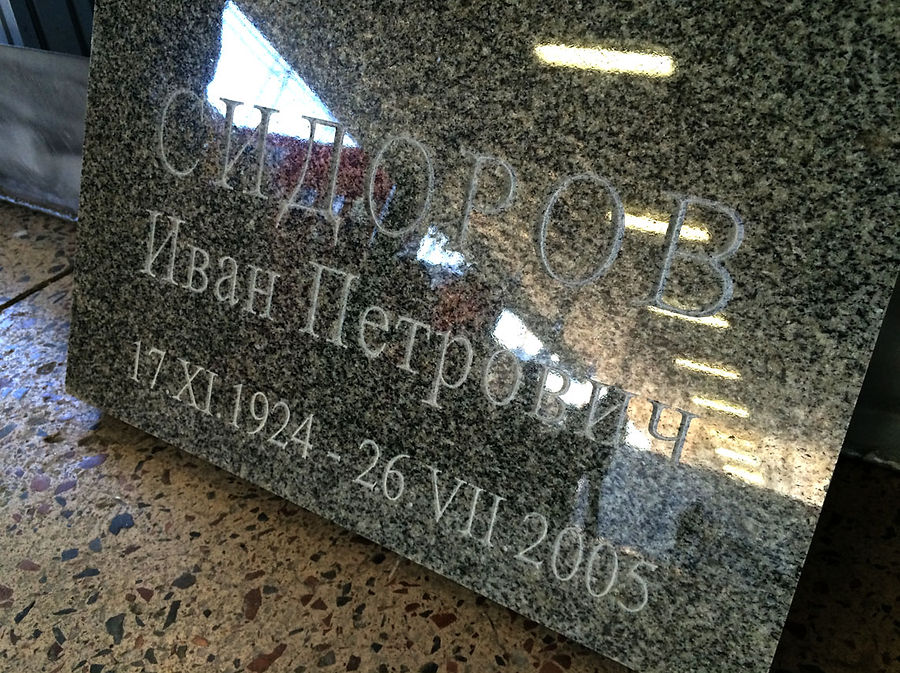 СИДОРОВ
Иван Петрович
17.XI.1924 - 26.VII.2005